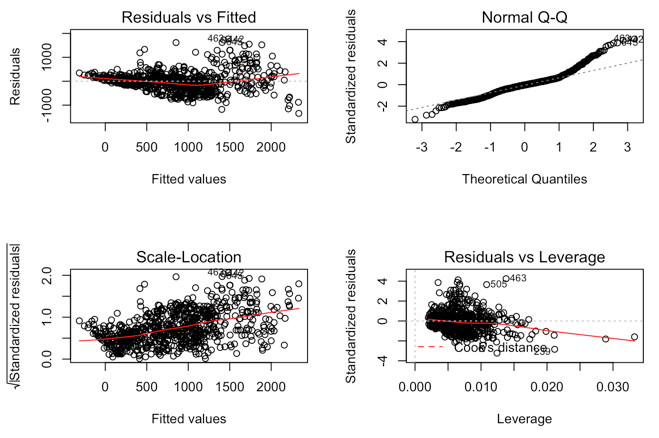 Residuals vs Fitted
Residuals
-1000
1000
463
0
500
1000
1500
2000
Fitted values
Normal Q-Q
Standardized residuals
-2
0
2
4
-3
-2
-1
0
1
2
3
Theoretical Quantiles
Scale-Location
√|Standardized residuals|
0.0
1.0
2.0
0
500
1000
1500
2000
Fitted values
Residuals vs Leverage
Standardized residuals
-4
0
2
4
463
505
Cook's distance
259
0.000
0.010
0.020
0.030
Leverage